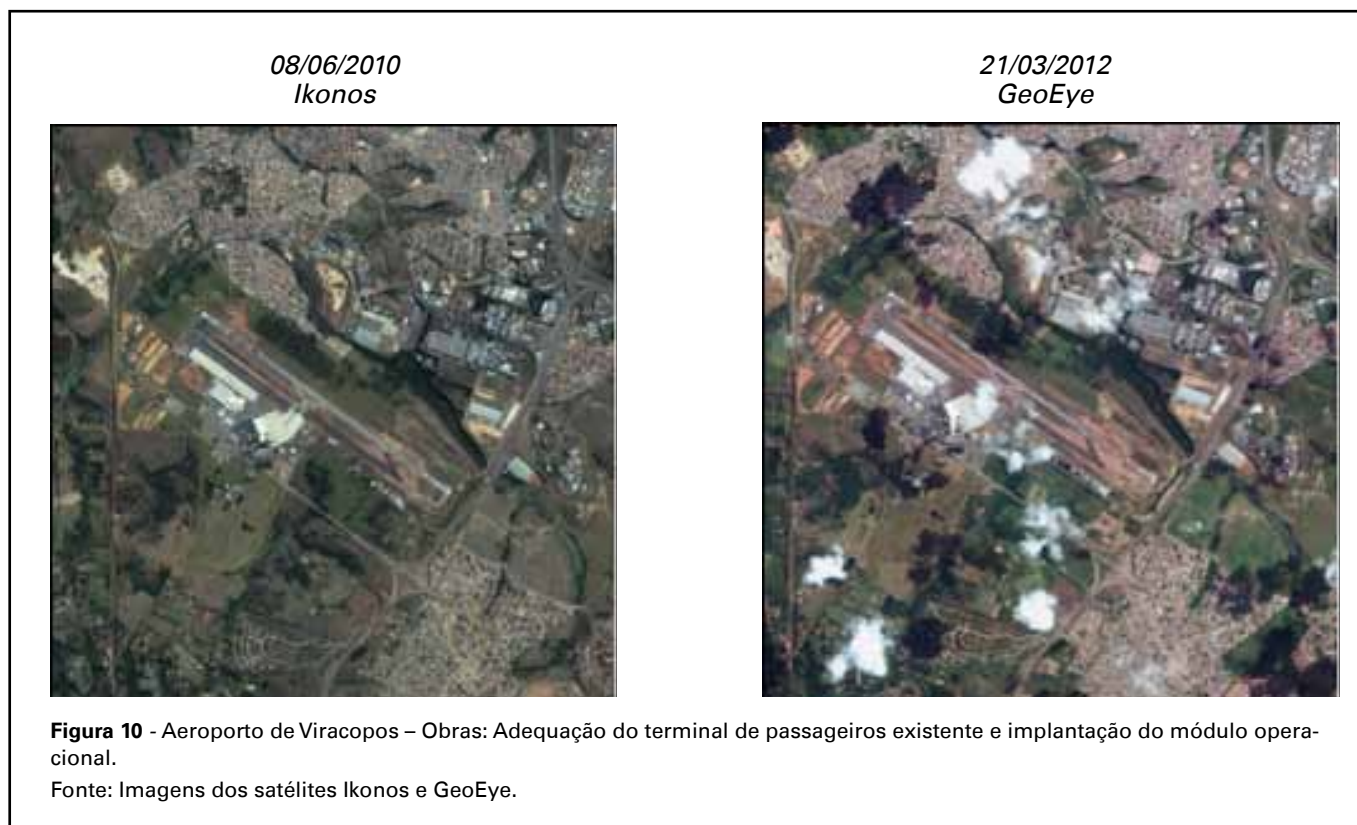 08/06/2010
Ikonos
21/03/2012
GeoEye
Figura 10 - Aeroporto de Viracopos – Obras: Adequação do terminal de passageiros existente e implantação do módulo opera-
cional.
Fonte: Imagens dos satélites Ikonos e GeoEye.